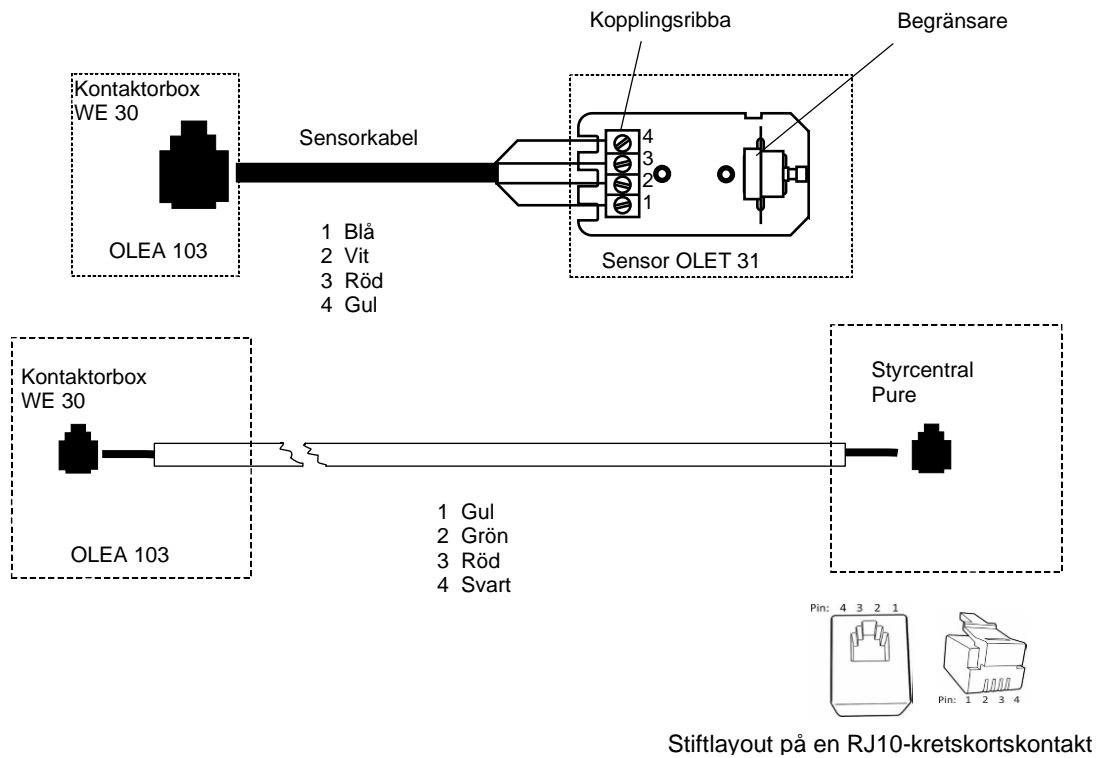 Kopplingsribba
Begränsare
Kontaktorbox
WE 30
Sensorkabel
4
3
2
1
OLEA 103
1 Blå
2 Vit
3 Röd
4 Gul
Sensor OLET 31
Kontaktorbox
WE 30
Styrcentral
Pure
1 Gul
2 Grön
3 Röd
4 Svart
OLEA 103
Pin: 4 3 2 1
Pin: 1 2 3 4
Stiftlayout på en RJ10-kretskortskontakt